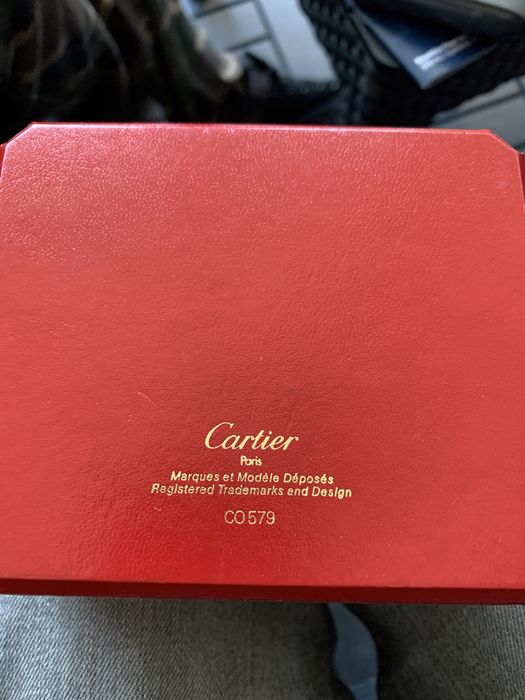 Cartier
Paris
Marques et Modèle Déposés
Registered Trademarks and Design
CO 579